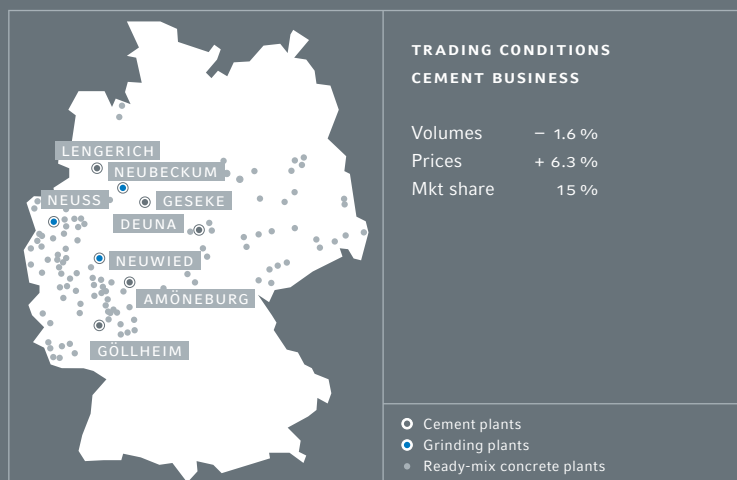 LENGERICH
NEUBECKUM
NEUSS
GESEKE
DEUNA
NEUWIED
AMÖNEBURG
GÖLLHEIM
TRADING CONDITIONS
CEMENT BUSINESS
Volumes – 1.6 %
Prices + 6.3 %
Mkt share 15 %
Cement plants
Grinding plants
Ready-mix concrete plants